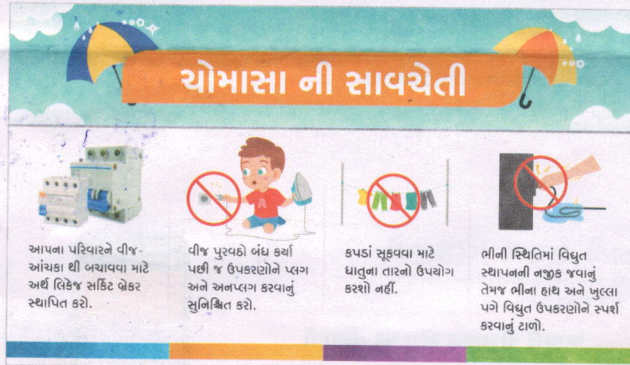 ચોમાસા ની સાવચેતી
આપના પરિવારને વીજ-
આંચકા થી બચાવવા માટે
અર્થ લિકેજ સર્કિટ બ્રેકર
સ્થાપિત કરો.
વીજ પુરવઠો બંધ કર્યા
પછી જ ઉપકરણોને પ્લગ
અને અનપ્લગ કરવાનું
સુનિશ્ચિત કરો.
કપડાં સૂકવવા માટે
ધાતુના તારનો ઉપયોગ
કરશો નહીં.
ભીની સ્થિતિમાં વિદ્યુત
સ્થાપનની નજીક જવાનું
તેમજ ભીના હાથ અને ખુલ્લા
પગે વિદ્યુત ઉપકરણોને સ્પર્શ
કરવાનું ટાળો.